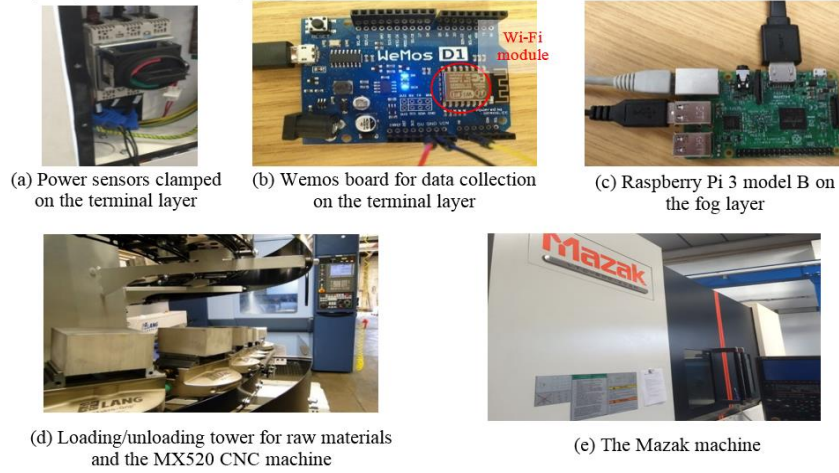 WeMos D1
Wi-Fi
module
(a) Power sensors clamped
on the terminal layer
(b) Wemos board for data collection
on the terminal layer
(c) Raspberry Pi 3 model B on
the fog layer
LANG
LANG
Mazak
(d) Loading/unloading tower for raw materials
and the MX520 CNC machine
(e) The Mazak machine